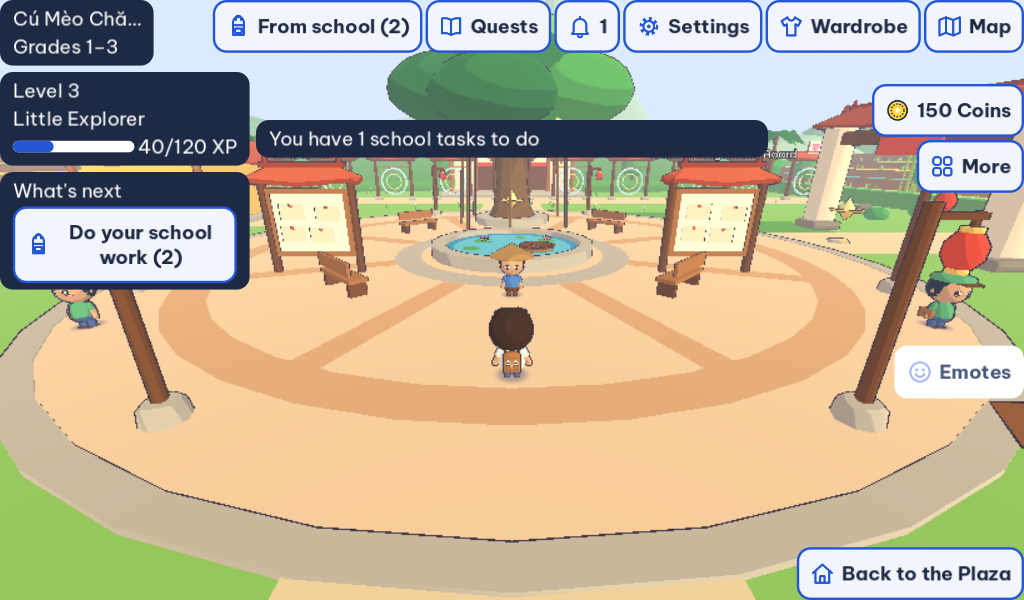 Cú Mèo Chă...
Grades 1–3
From school (2)
Quests
1
Settings
Wardrobe
Map
Level 3
Little Explorer
40/120 XP
You have 1 school tasks to do
150 Coins
Board
More
What's next
Do your school
work (2)
Emotes
Back to the Plaza